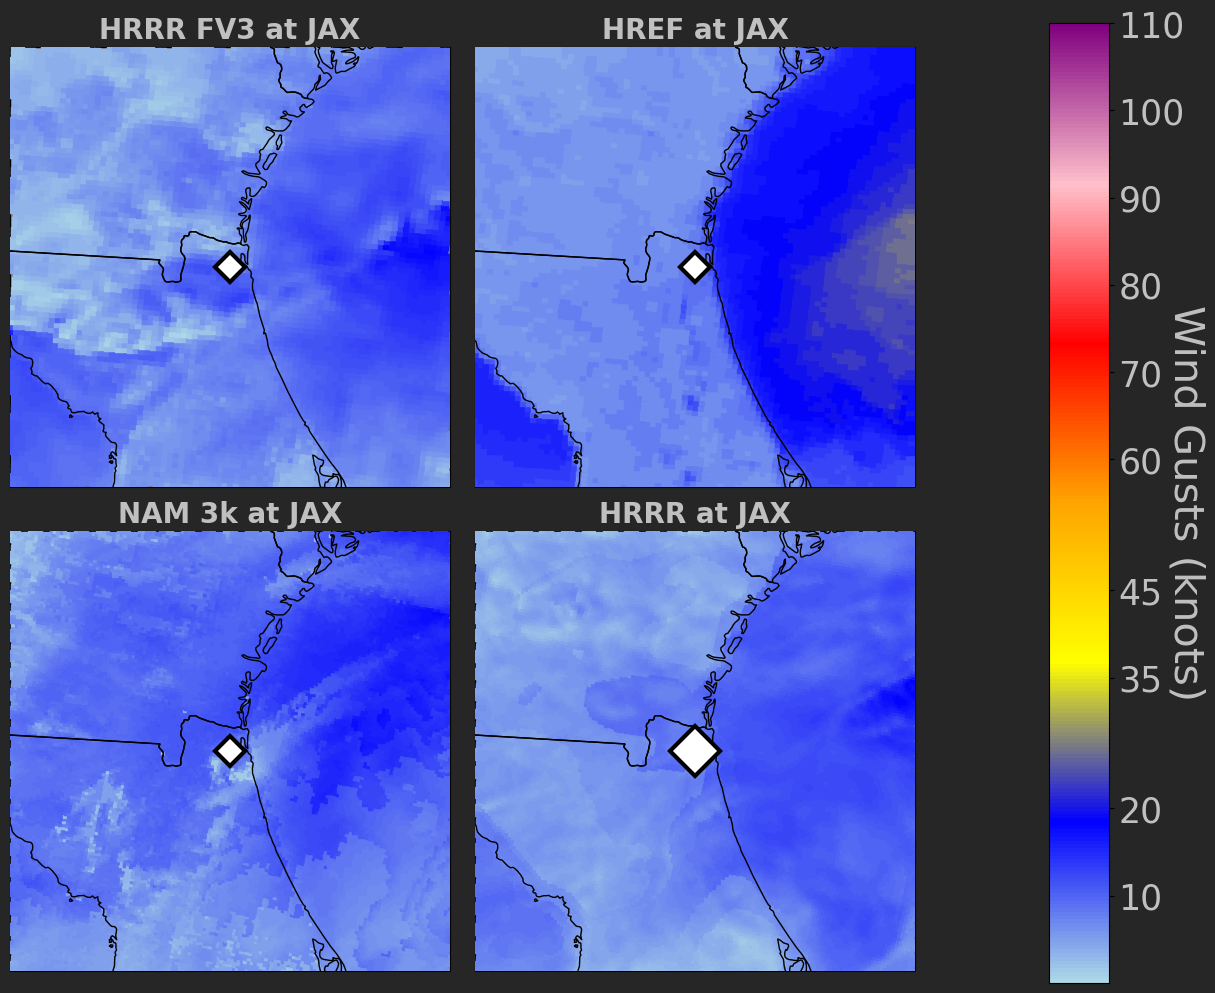 HRRR FV3 at JAX
HREF at JAX
NAM 3k at JAX
HRRR at JAX
110
100
90
80
70
60
45
35
20
10
Wind Gusts (knots)